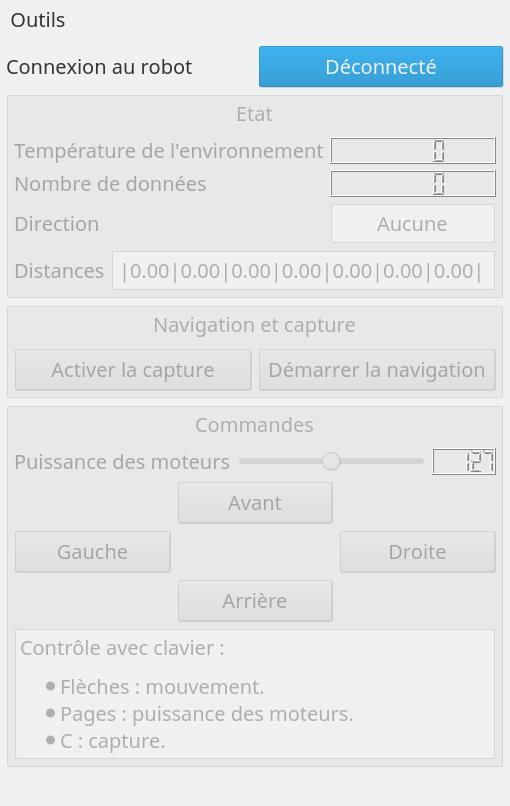 Outils
Connexion au robot Déconnecté
Etat
Température de l'environnement 0
Nombre de données 0
Direction Aucune
Distances |0.00|0.00|0.00|0.00|0.00|0.00|0.00|
Navigation et capture
Activer la capture Démarrer la navigation
Commandes
Puissance des moteurs 127
Avant
Gauche Droite
Arrière
Contrôle avec clavier :
● Flèches : mouvement.
● Pages : puissance des moteurs.
● C : capture.